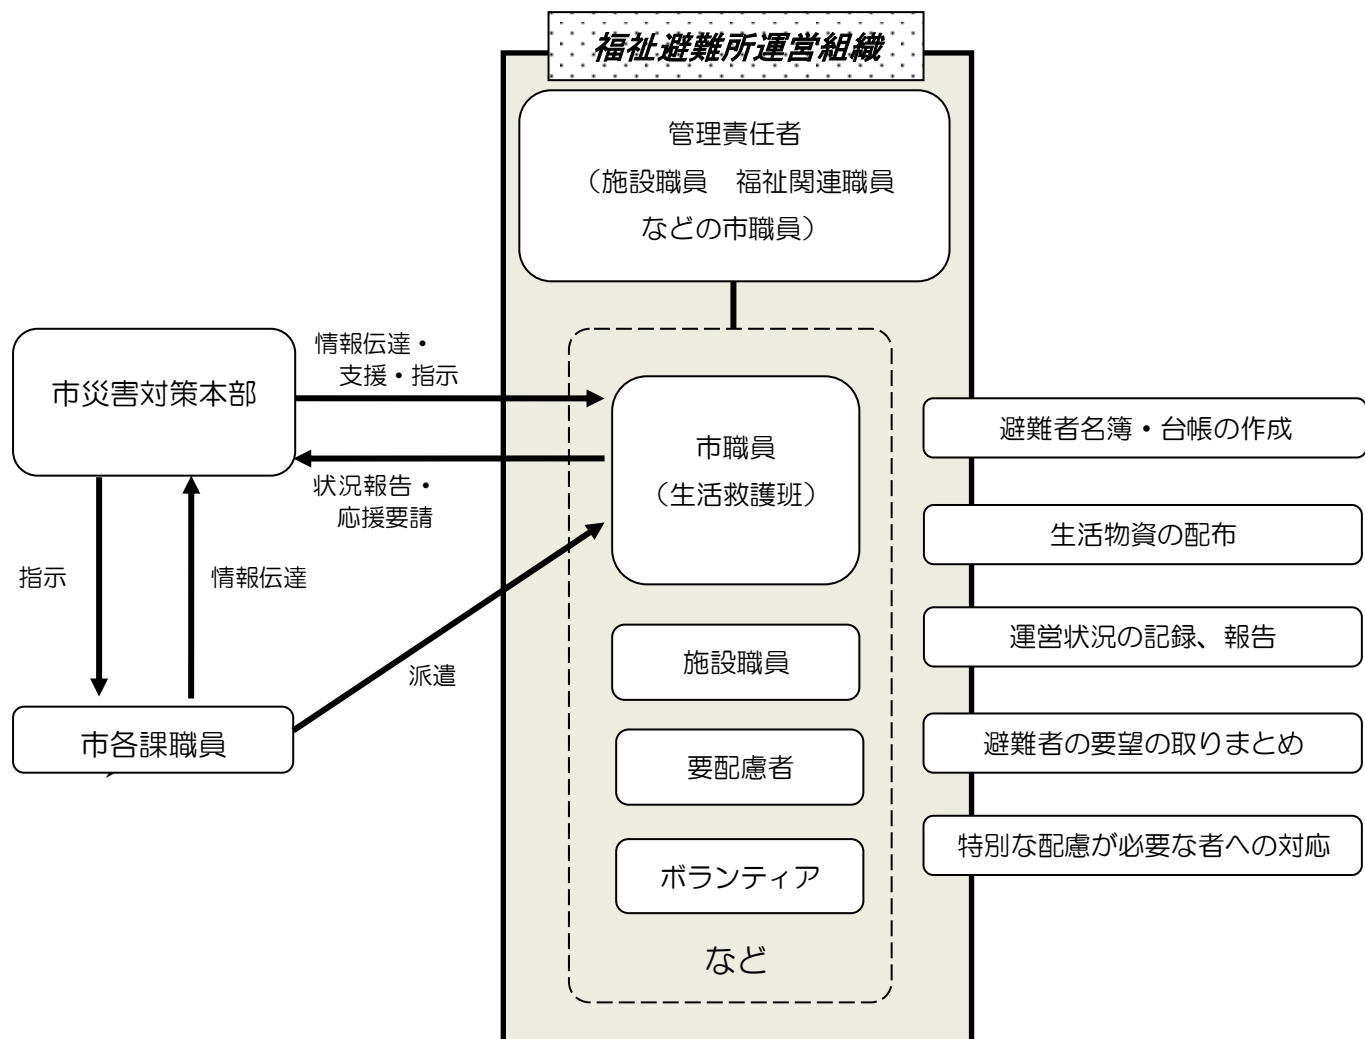 福祉避難所運営組織
管理責任者
（施設職員　福祉関連職員
などの市職員）
情報伝達・
支援・指示
市災害対策本部
市職員
（生活救護班）
状況報告・
応援要請
指示
情報伝達
派遣
市各課職員
施設職員
要配慮者
ボランティア
など
避難者名簿・台帳の作成
生活物資の配布
運営状況の記録、報告
避難者の要望の取りまとめ
特別な配慮が必要な者への対応